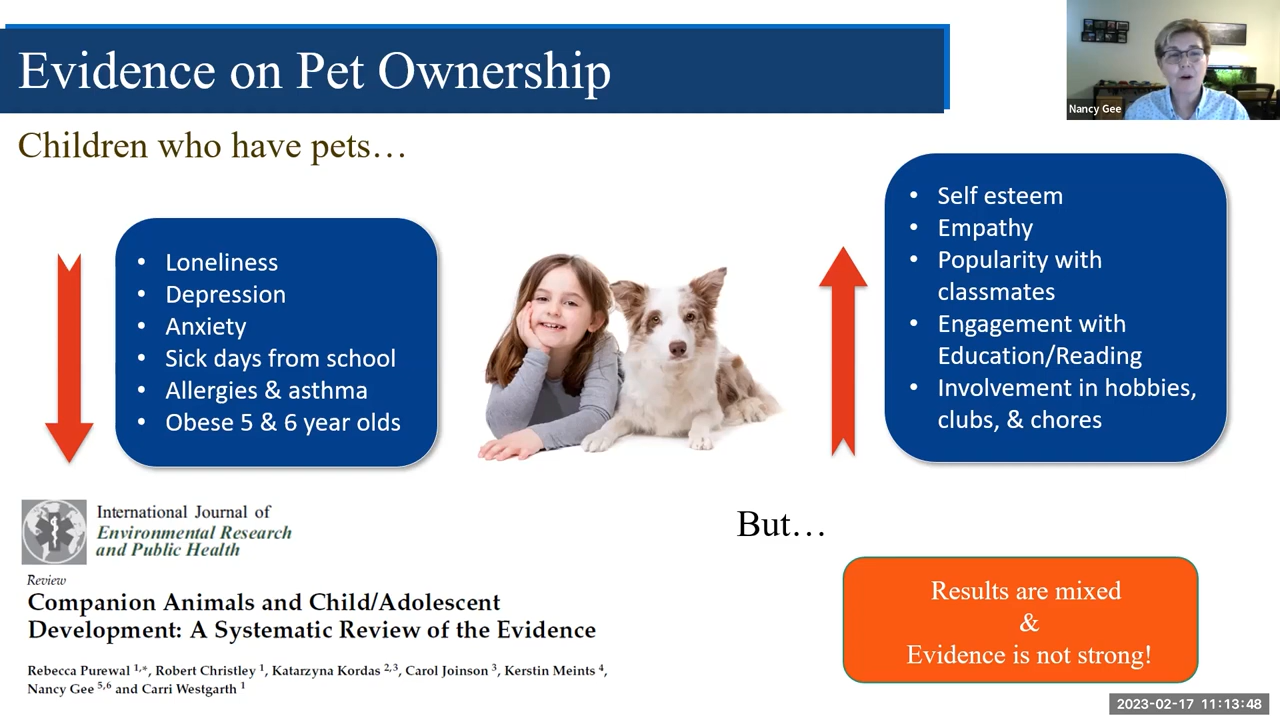 Evidence on Pet Ownership
Nancy Gee
Children who have pets…
• Loneliness
• Depression
• Anxiety
• Sick days from school
• Allergies & asthma
• Obese 5 & 6 year olds
• Self esteem
• Empathy
• Popularity with
classmates
• Engagement with
Education/Reading
• Involvement in hobbies,
clubs, & chores
International Journal of
Environmental Research
and Public Health
Review
Companion Animals and Child/Adolescent
Development: A Systematic Review of the Evidence
Rebecca Purewal 1,*, Robert Christley 1, Katarzyna Kordas 2,3, Carol Joinson 3, Kerstin Meints 4,
Nancy Gee 5,6 and Carri Westgarth 1
But…
Results are mixed
&
Evidence is not strong!
2023-02-17 11:13:48